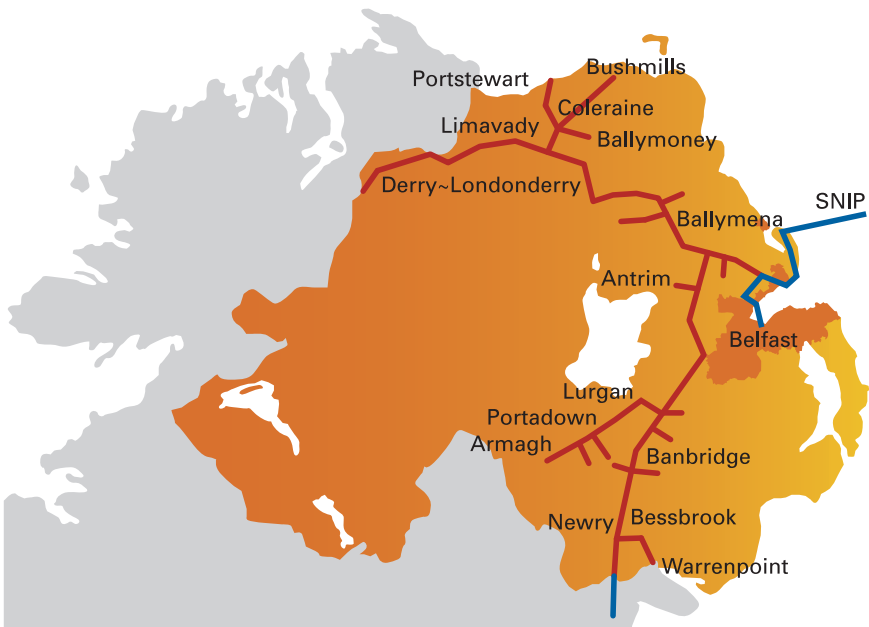 Bushmills
Portstewart
Coleraine
Limavady
Ballymoney
Derry~Londonderry
SNIP
Ballymena
Antrim
Belfast
Lurgan
Portadown
Armagh
Banbridge
Newry
Bessbrook
Warrenpoint